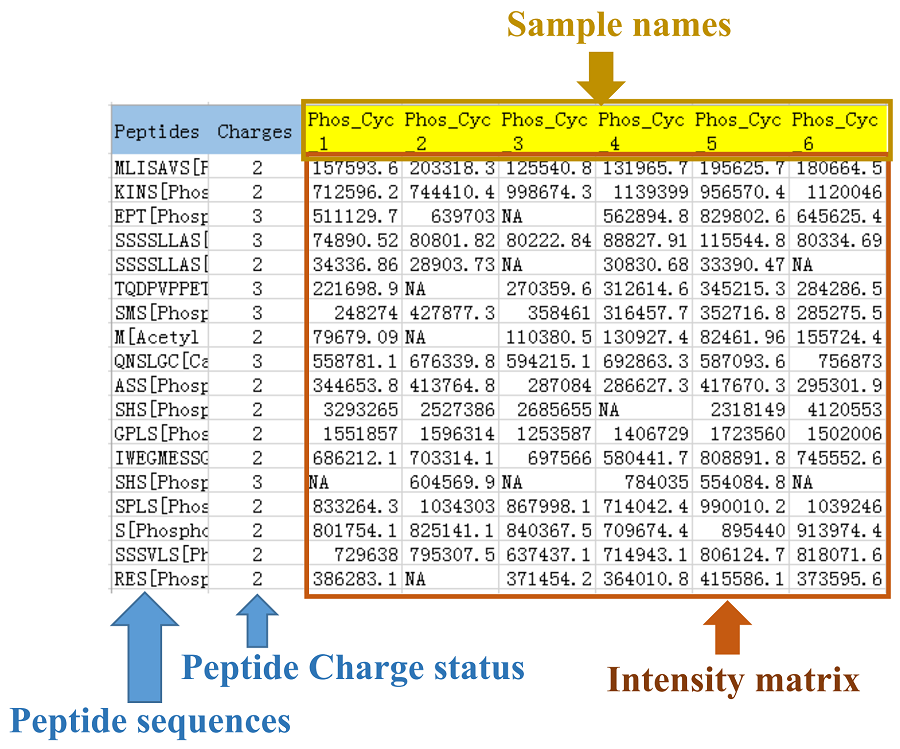 Sample names
Peptides Charges Phos_Cyc_1 Phos_Cyc_2 Phos_Cyc_3 Phos_Cyc_4 Phos_Cyc_5 Phos_Cyc_6
MLISAVS[P 2 157593.6 203318.3 125540.8 131965.7 195625.7 180664.5
KINS[Phos 2 712596.2 744410.4 998674.3 1139399 956570.4 1120046
EPT[Phosp 3 511129.7 639703 NA 562894.8 829802.6 645625.4
SSSSLLAS[ 3 74890.52 80801.82 80222.84 88827.91 115544.8 80334.69
SSSSLLAS[ 2 34336.86 28903.73 NA 30830.68 33390.47 NA
TQDPVPPET 3 221698.9 NA 270359.6 312614.6 345215.3 284286.5
SMS[Phosp 3 248274 427877.3 358461 316457.7 352716.8 285275.5
M[Acetyl 2 79679.09 NA 110380.5 130927.4 82461.96 155724.4
QNSLGC[Ca 3 558781.1 676339.8 594215.1 692863.3 587093.6 756873
ASS[Phosp 2 344653.8 413764.8 287084 286627.3 417670.3 295301.9
SHS[Phosp 2 3293265 2527386 2685655 NA 2318149 4120553
GPLS[Phos 2 1551857 1596314 1253587 1406729 1723560 1502006
IWEGMESSG 2 686212.1 703314.1 697566 580441.7 808891.8 745552.6
SHS[Phosp 3 NA 604569.9 NA 784035 554084.8 NA
SPLS[Phos 2 833264.3 1034303 867998.1 714042.4 990010.2 1039246
S[Phospho 2 801754.1 825141.1 840367.5 709674.4 895440 913974.4
SSSVLS[Ph 2 729638 795307.5 637437.1 714943.1 806124.7 818071.6
RES[Phosp 2 386283.1 NA 371454.2 364010.8 415586.1 373595.6
Peptide Charge status
Intensity matrix
Peptide sequences